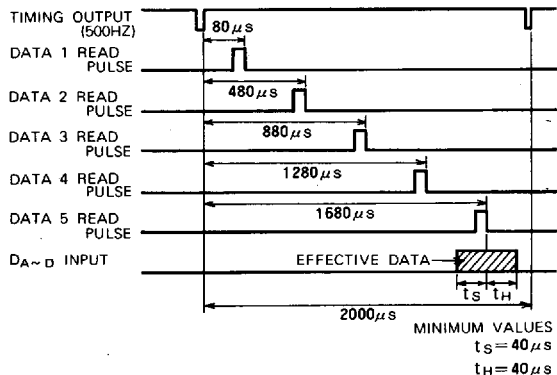 TIMING OUTPUT
(500HZ)
80μs
DATA 1 READ
PULSE
480μs
DATA 2 READ
PULSE
880μs
DATA 3 READ
PULSE
1280μs
DATA 4 READ
PULSE
1680μs
DATA 5 READ
PULSE
DA~D INPUT
EFFECTIVE DATA
tS tH
2000μs
MINIMUM VALUES
tS=40μs
tH=40μs